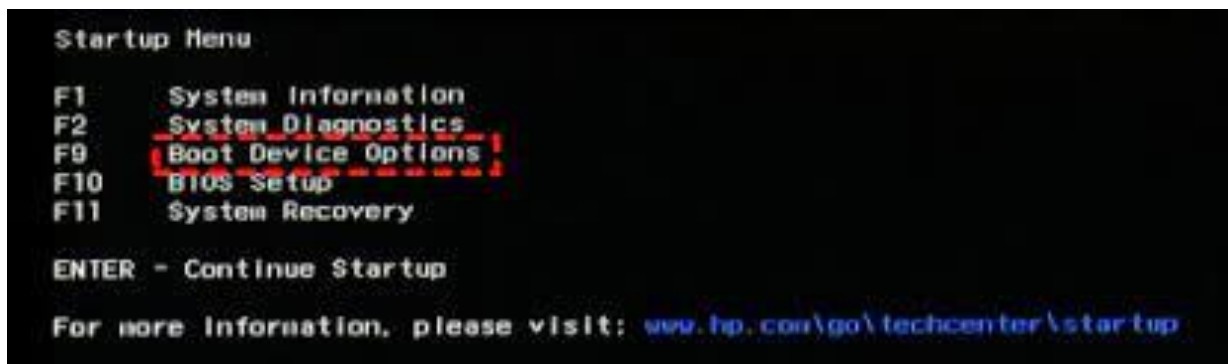 Startup Menu
F1 System Information
F2 System Diagnostics
F9 Boot Device Options
F10 BIOS Setup
F11 System Recovery
ENTER - Continue Startup
For more information, please visit: www.hp.com\go\techcenter\startup